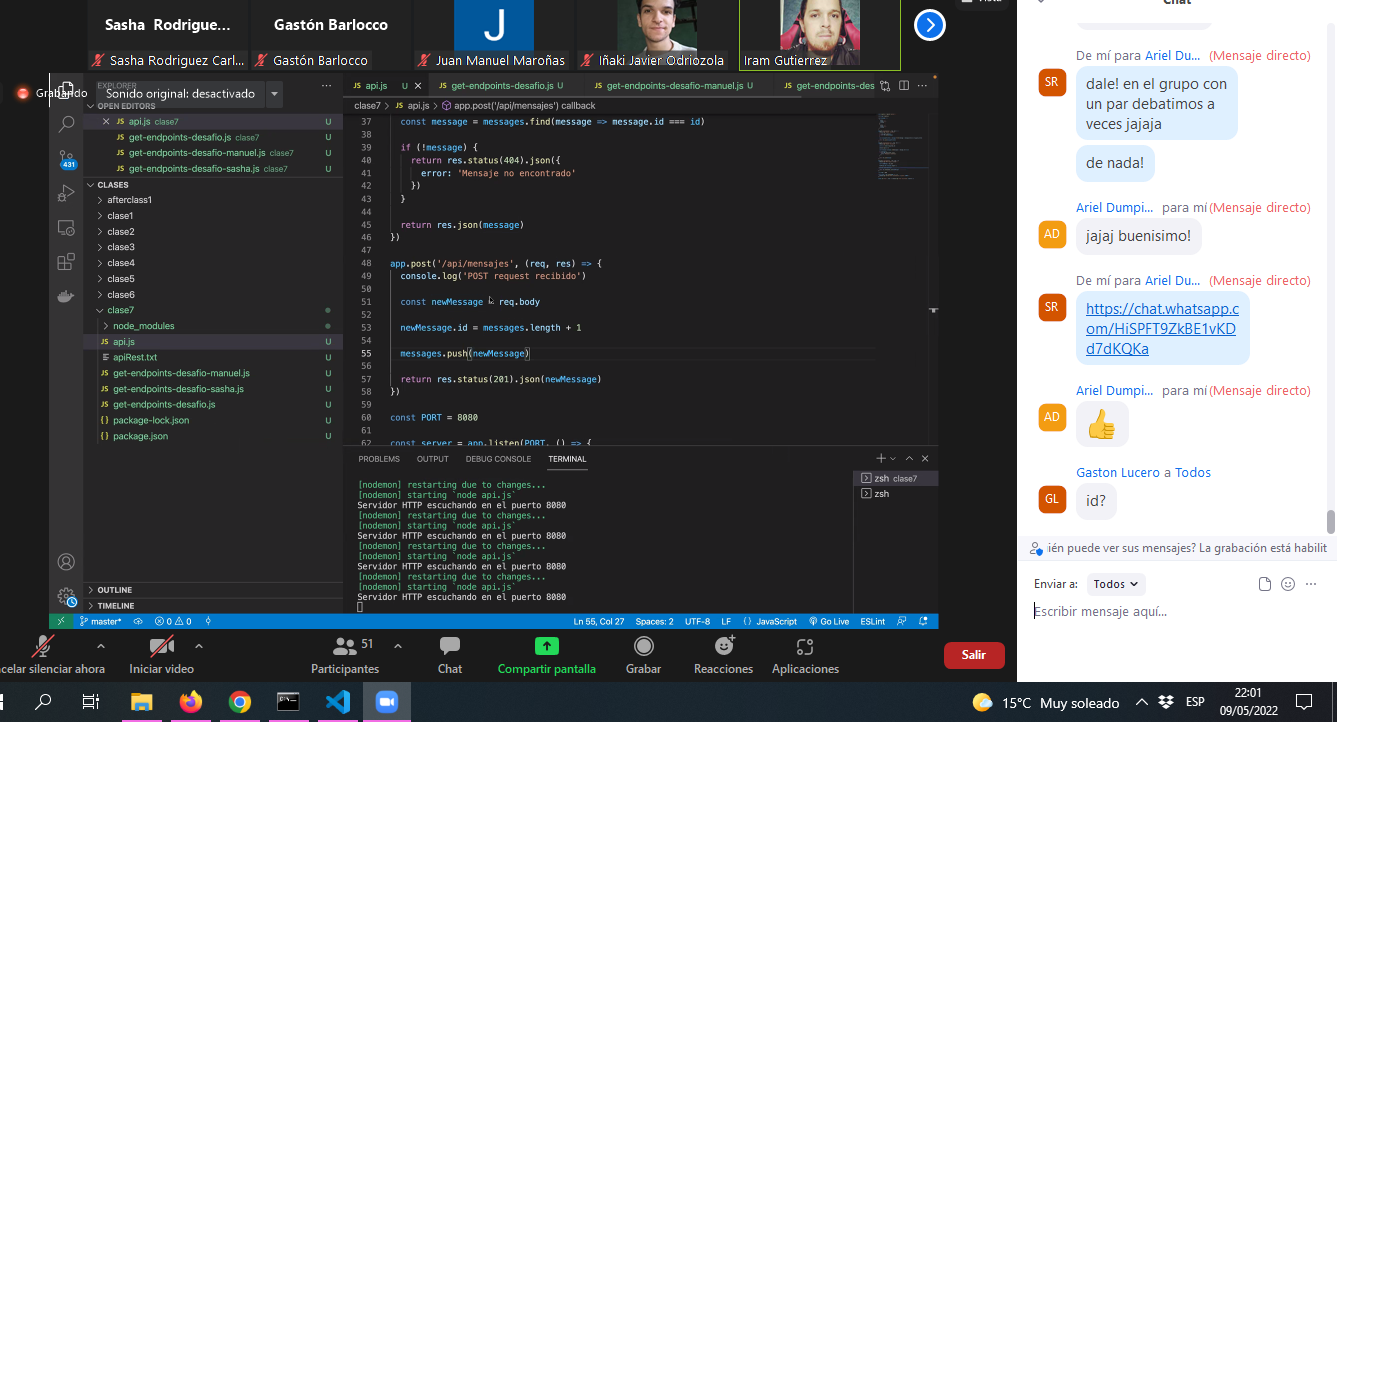 Vista
Sasha Rodrigue...
Gastón Barlocco
J
Sasha Rodriguez Carl...
Gastón Barlocco
Juan Manuel Maroñas
Iñaki Javier Odriozola
Iram Gutierrez
Grabando
Sonido original: desactivado
EXPLORER
OPEN EDITORS
api.js clase7 U
get-endpoints-desafio.js clase7 U
get-endpoints-desafio-manuel.js clase7 U
get-endpoints-desafio-sasha.js clase7 U
431
CLASES
afterclass1
clase1
clase2
clase3
clase4
clase5
clase6
clase7
node_modules
api.js U
apiRest.txt U
get-endpoints-desafio-manuel.js U
get-endpoints-desafio-sasha.js U
get-endpoints-desafio.js U
package-lock.json U
package.json U
OUTLINE
TIMELINE
api.js U
get-endpoints-desafio.js U
get-endpoints-desafio-manuel.js U
get-endpoints-des
clase7 > api.js > app.post('/api/mensajes') callback
37 const message = messages.find(message => message.id === id)
38
39 if (!message) {
40 return res.status(404).json({
41 error: 'Mensaje no encontrado'
42 })
43 }
44
45 return res.json(message)
46 })
47
48 app.post('/api/mensajes', (req, res) => {
49 console.log('POST request recibido')
50
51 const newMessage req.body
52
53 newMessage.id = messages.length + 1
54
55 messages.push(newMessage)
56
57 return res.status(201).json(newMessage)
58 })
59
60 const PORT = 8080
61
62 const server = app.listen(PORT, () => {
PROBLEMS OUTPUT DEBUG CONSOLE TERMINAL
[nodemon] restarting due to changes...
[nodemon] starting `node api.js`
Servidor HTTP escuchando en el puerto 8080
[nodemon] restarting due to changes...
[nodemon] starting `node api.js`
Servidor HTTP escuchando en el puerto 8080
[nodemon] restarting due to changes...
[nodemon] starting `node api.js`
Servidor HTTP escuchando en el puerto 8080
[nodemon] restarting due to changes...
[nodemon] starting `node api.js`
Servidor HTTP escuchando en el puerto 8080
zsh clase7
zsh
master*
0 0
Ln 55, Col 27 Spaces: 2 UTF-8 LF {} JavaScript Go Live ESLint
celar silenciar ahora
Iniciar video
Participantes 51
Chat
Compartir pantalla
Grabar
Reacciones
Aplicaciones
Salir
Chat
De mí para Ariel Du... (Mensaje directo)
SR
dale! en el grupo con
un par debatimos a
veces jajaja
de nada!
Ariel Dumpi... para mí (Mensaje directo)
AD
jajaj buenisimo!
De mí para Ariel Du... (Mensaje directo)
SR
https://chat.whatsapp.c
om/HiSPFT9ZkBE1vKD
d7dKQKa
Ariel Dumpi... para mí (Mensaje directo)
AD
Gaston Lucero a Todos
GL
id?
ién puede ver sus mensajes? La grabación está habilit
Enviar a: Todos
Escribir mensaje aquí...
15°C Muy soleado
ESP
22:01
09/05/2022